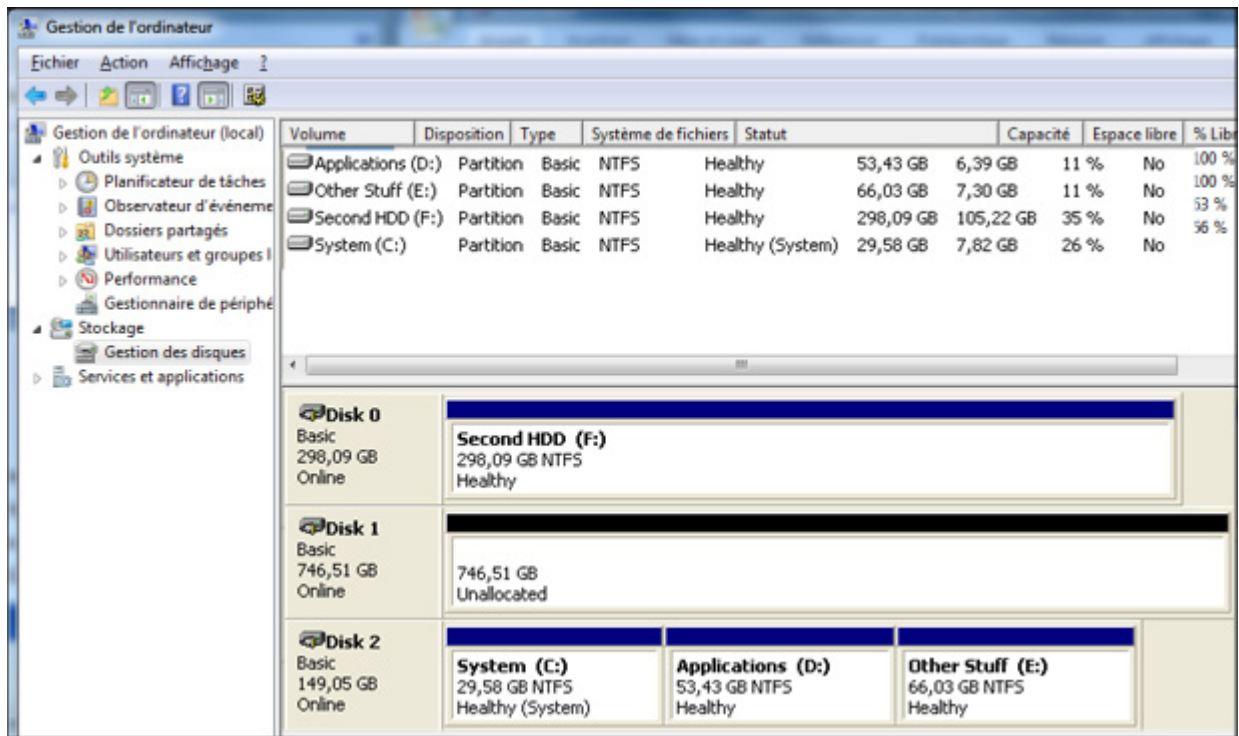 Gestion de l'ordinateur
Fichier Action Affichage ?
Gestion de l'ordinateur (local)
Outils système
Planificateur de tâches
Observateur d'événeme
Dossiers partagés
Utilisateurs et groupes l
Performance
Gestionnaire de périphé
Stockage
Gestion des disques
Services et applications
Volume Disposition Type Système de fichiers Statut Capacité Espace libre % Libr
Applications (D:) Partition Basic NTFS Healthy 53,43 GB 6,39 GB 11 % No 100 %
Other Stuff (E:) Partition Basic NTFS Healthy 66,03 GB 7,30 GB 11 % No 100 %
Second HDD (F:) Partition Basic NTFS Healthy 298,09 GB 105,22 GB 35 % No 53 %
System (C:) Partition Basic NTFS Healthy (System) 29,58 GB 7,82 GB 26 % No 56 %
Disk 0
Basic
298,09 GB
Online
Second HDD (F:)
298,09 GB NTFS
Healthy
Disk 1
Basic
746,51 GB
Online
746,51 GB
Unallocated
Disk 2
Basic
149,05 GB
Online
System (C:)
29,58 GB NTFS
Healthy (System)
Applications (D:)
53,43 GB NTFS
Healthy
Other Stuff (E:)
66,03 GB NTFS
Healthy